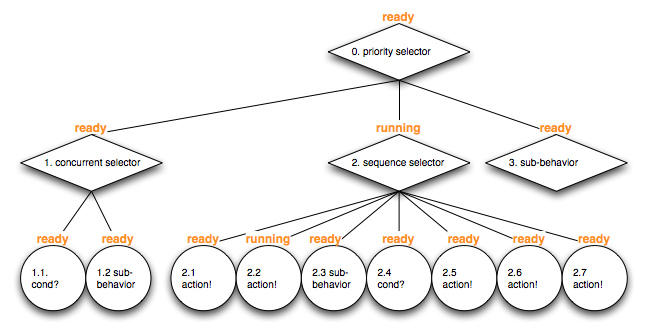 ready
0. priority selector
ready
running
ready
1. concurrent selector
2. sequence selector
3. sub-behavior
ready
ready
ready
running
ready
ready
ready
ready
ready
1.1.
cond?
1.2 sub-
behavior
2.1
action!
2.2
action!
2.3 sub-
behavior
2.4
cond?
2.5
action!
2.6
action!
2.7
action!